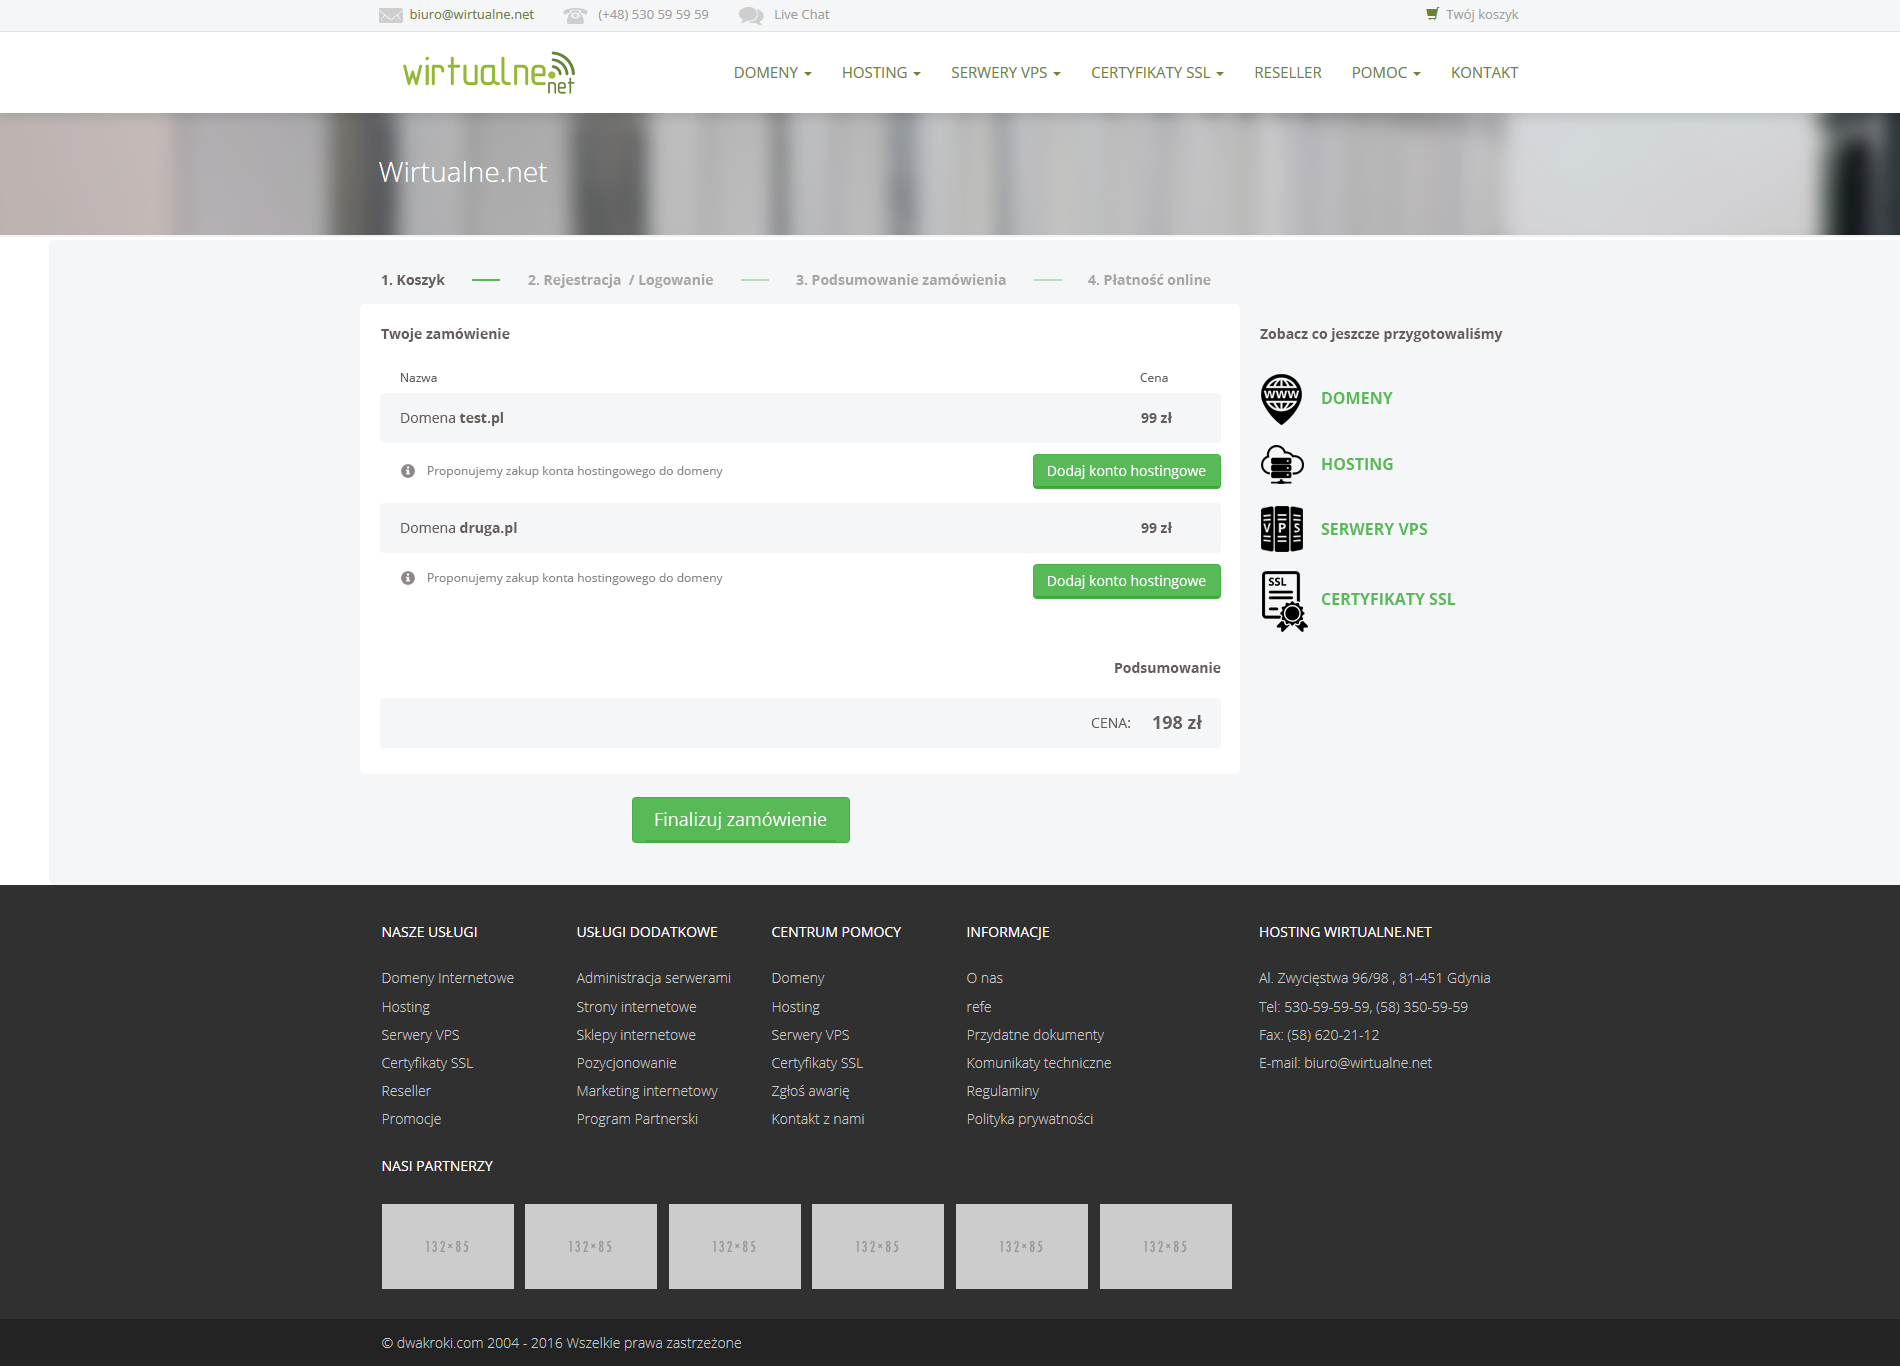 biuro@wirtualne.net (+48) 530 59 59 59 Live Chat Twój koszyk
wirtualne.net
DOMENY HOSTING SERWERY VPS CERTYFIKATY SSL RESELLER POMOC KONTAKT
Wirtualne.net
1. Koszyk 2. Rejestracja / Logowanie 3. Podsumowanie zamówienia 4. Płatność online
Twoje zamówienie
Nazwa Cena
Domena test.pl 99 zł
Proponujemy zakup konta hostingowego do domeny Dodaj konto hostingowe
Domena druga.pl 99 zł
Proponujemy zakup konta hostingowego do domeny Dodaj konto hostingowe
Podsumowanie
CENA: 198 zł
Finalizuj zamówienie
Zobacz co jeszcze przygotowaliśmy
WWW DOMENY
HOSTING
VPS SERWERY VPS
SSL CERTYFIKATY SSL
NASZE USŁUGI
Domeny Internetowe
Hosting
Serwery VPS
Certyfikaty SSL
Reseller
Promocje
USŁUGI DODATKOWE
Administracja serwerami
Strony internetowe
Sklepy internetowe
Pozycjonowanie
Marketing internetowy
Program Partnerski
CENTRUM POMOCY
Domeny
Hosting
Serwery VPS
Certyfikaty SSL
Zgłoś awarię
Kontakt z nami
INFORMACJE
O nas
refe
Przydatne dokumenty
Komunikaty techniczne
Regulaminy
Polityka prywatności
HOSTING WIRTUALNE.NET
Al. Zwycięstwa 96/98 , 81-451 Gdynia
Tel: 530-59-59-59, (58) 350-59-59
Fax: (58) 620-21-12
E-mail: biuro@wirtualne.net
NASI PARTNERZY
132×85 132×85 132×85 132×85 132×85 132×85
© dwakroki.com 2004 - 2016 Wszelkie prawa zastrzeżone